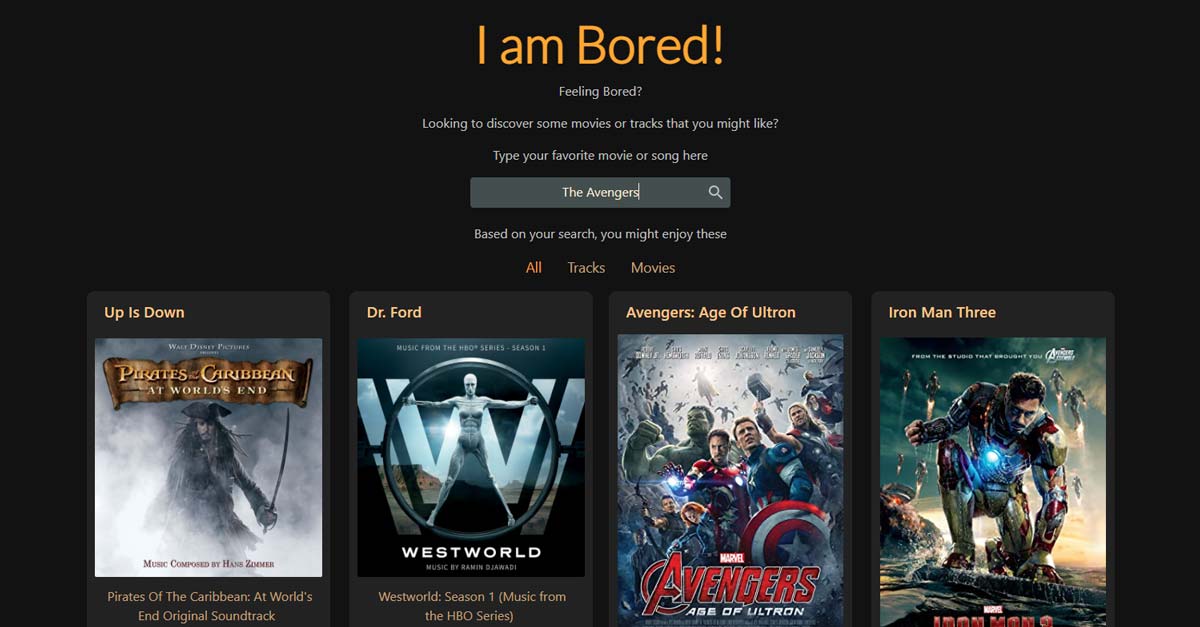 I am Bored!
Feeling Bored?
Looking to discover some movies or tracks that you might like?
Type your favorite movie or song here
The Avengers
Based on your search, you might enjoy these
All Tracks Movies
Up Is Down
WALT DISNEY PICTURES
PRESENTS
PIRATES OF THE CARIBBEAN
AT WORLD'S END
MUSIC COMPOSED BY HANS ZIMMER
Pirates Of The Caribbean: At World's
End Original Soundtrack
Dr. Ford
MUSIC FROM THE HBO® SERIES - SEASON 1
WESTWORLD
MUSIC BY RAMIN DJAWADI
Westworld: Season 1 (Music from
the HBO Series)
Avengers: Age Of Ultron
MARVEL
AVENGERS
AGE OF ULTRON
Iron Man Three
FROM THE STUDIO THAT BROUGHT YOU
AVENGERS
MARVEL
IRON MAN 3